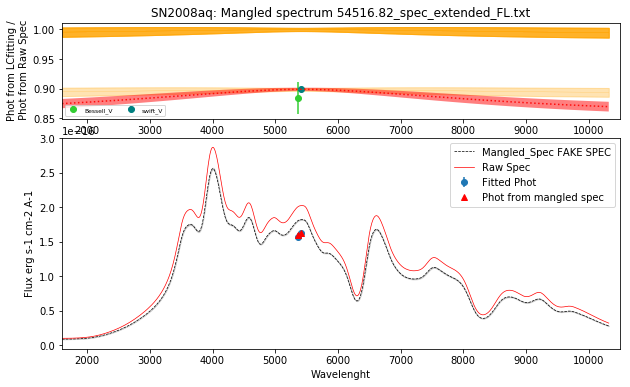 SN2008aq: Mangled spectrum 54516.82_spec_extended_FL.txt
Phot from LCfitting /
Phot from Raw Spec
1.00
0.95
0.90
0.85
Bessell_V
swift_V
2000 3000 4000 5000 6000 7000 8000 9000 10000
Flux erg s-1 cm-2 A-1
3.0
2.5
2.0
1.5
1.0
0.5
0.0
Mangled_Spec FAKE SPEC
Raw Spec
Fitted Phot
Phot from mangled spec
2000 3000 4000 5000 6000 7000 8000 9000 10000
Wavelenght